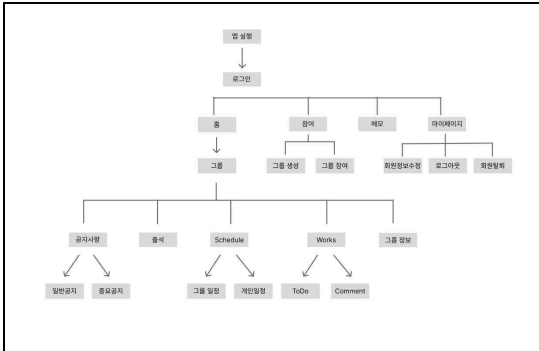 앱 실행
로그인
홈
참여
메모
마이페이지
그룹
그룹 생성
그룹 참여
회원정보수정
로그아웃
회원탈퇴
공지사항
출석
Schedule
Works
그룹 정보
일반공지
중요공지
그룹 일정
개인일정
ToDo
Comment